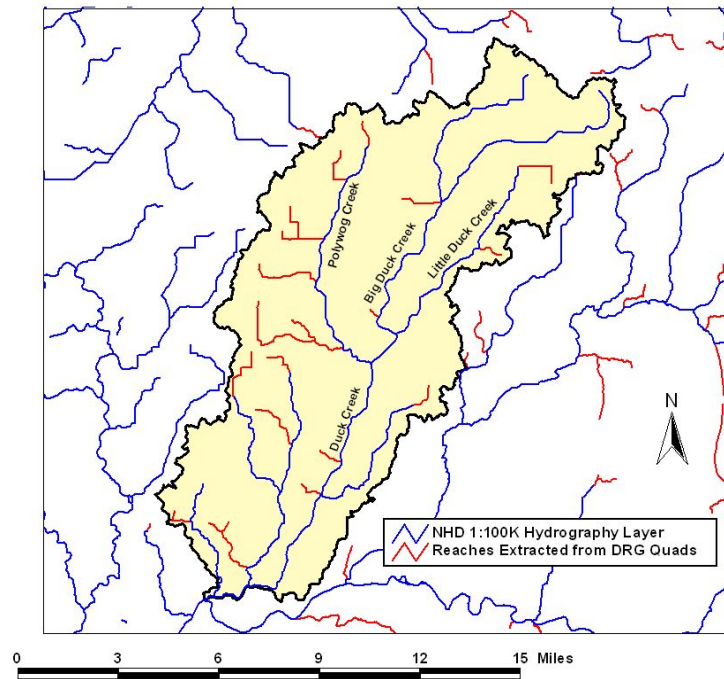 Polywog Creek
Big Duck Creek
Little Duck Creek
Duck Creek
N
NHD 1:100K Hydrography Layer
Reaches Extracted from DRG Quads
0 3 6 9 12 15 Miles